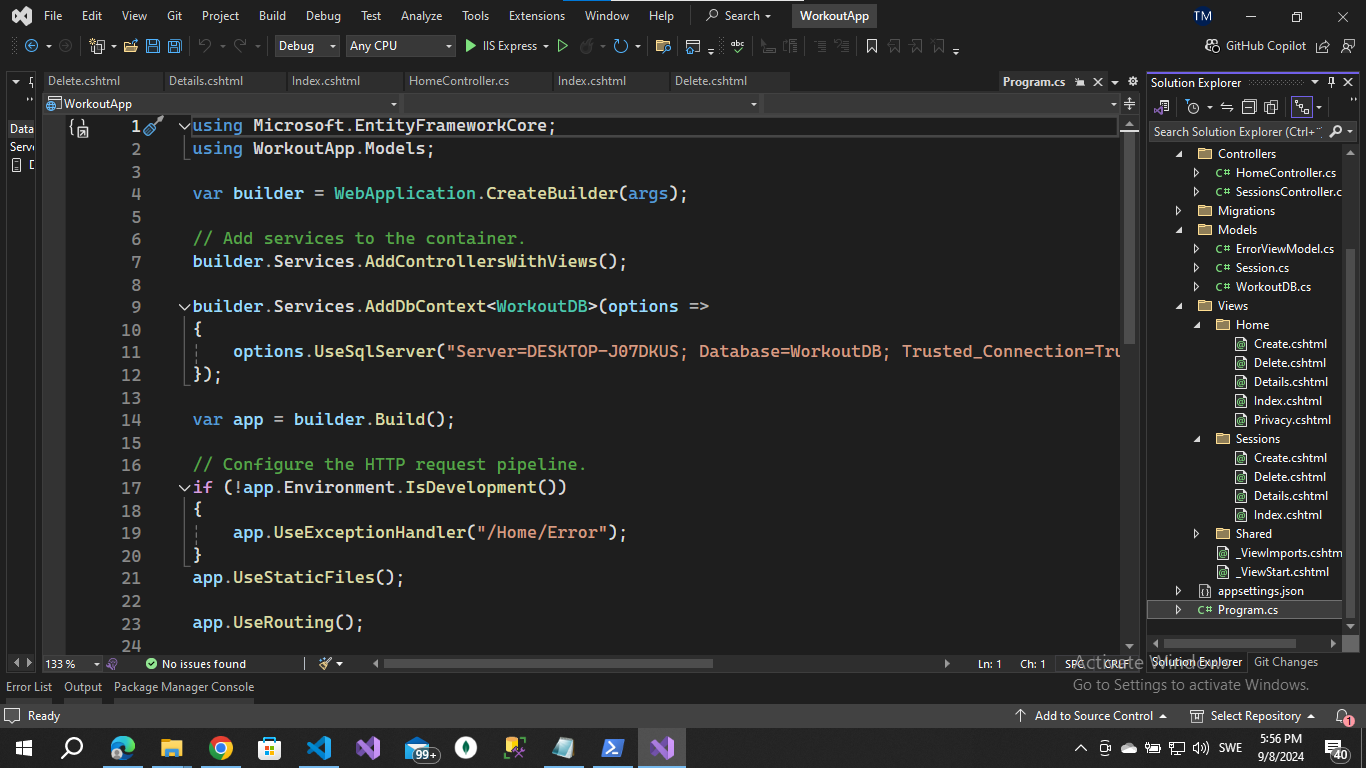 File Edit View Git Project Build Debug Test Analyze Tools Extensions Window Help Search WorkoutApp TM
Debug Any CPU IIS Express abc GitHub Copilot
Delete.cshtml Details.cshtml Index.cshtml HomeController.cs Index.cshtml Delete.cshtml Program.cs Solution Explorer
WorkoutApp
Data
Serv
D
1 using Microsoft.EntityFrameworkCore;
2 using WorkoutApp.Models;
3
4 var builder = WebApplication.CreateBuilder(args);
5
6 // Add services to the container.
7 builder.Services.AddControllersWithViews();
8
9 builder.Services.AddDbContext<WorkoutDB>(options =>
10 {
11 options.UseSqlServer("Server=DESKTOP-J07DKUS; Database=WorkoutDB; Trusted_Connection=Tru
12 });
13
14 var app = builder.Build();
15
16 // Configure the HTTP request pipeline.
17 if (!app.Environment.IsDevelopment())
18 {
19 app.UseExceptionHandler("/Home/Error");
20 }
21 app.UseStaticFiles();
22
23 app.UseRouting();
24
Search Solution Explorer (Ctrl+
Controllers
C# HomeController.cs
C# SessionsController.c
Migrations
Models
C# ErrorViewModel.cs
C# Session.cs
C# WorkoutDB.cs
Views
Home
Create.cshtml
Delete.cshtml
Details.cshtml
Index.cshtml
Privacy.cshtml
Sessions
Create.cshtml
Delete.cshtml
Details.cshtml
Index.cshtml
Shared
_ViewImports.cshtm
_ViewStart.cshtml
appsettings.json
C# Program.cs
133 % No issues found Ln: 1 Ch: 1 SPC CRLF
Solution Explorer Git Changes
Activate Windows
Go to Settings to activate Windows.
Error List Output Package Manager Console
Ready Add to Source Control Select Repository 1
99+ SWE 5:56 PM
9/8/2024 40